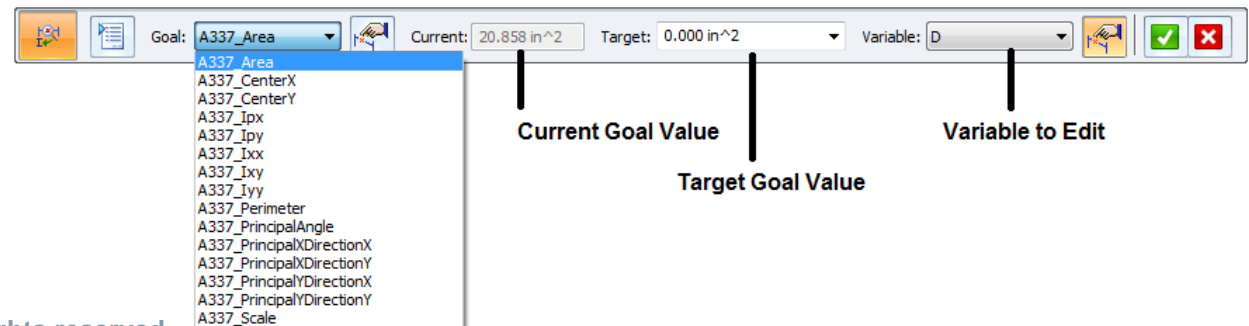 Goal: A337_Area Current: 20.858 in^2 Target: 0.000 in^2 Variable: D
A337_Area
A337_CenterX
A337_CenterY
A337_Ipx
A337_Ipy
A337_Ixx
A337_Ixy
A337_Iyy
A337_Perimeter
A337_PrincipalAngle
A337_PrincipalXDirectionX
A337_PrincipalXDirectionY
A337_PrincipalYDirectionX
A337_PrincipalYDirectionY
A337_Scale
Current Goal Value
Variable to Edit
Target Goal Value
reserved